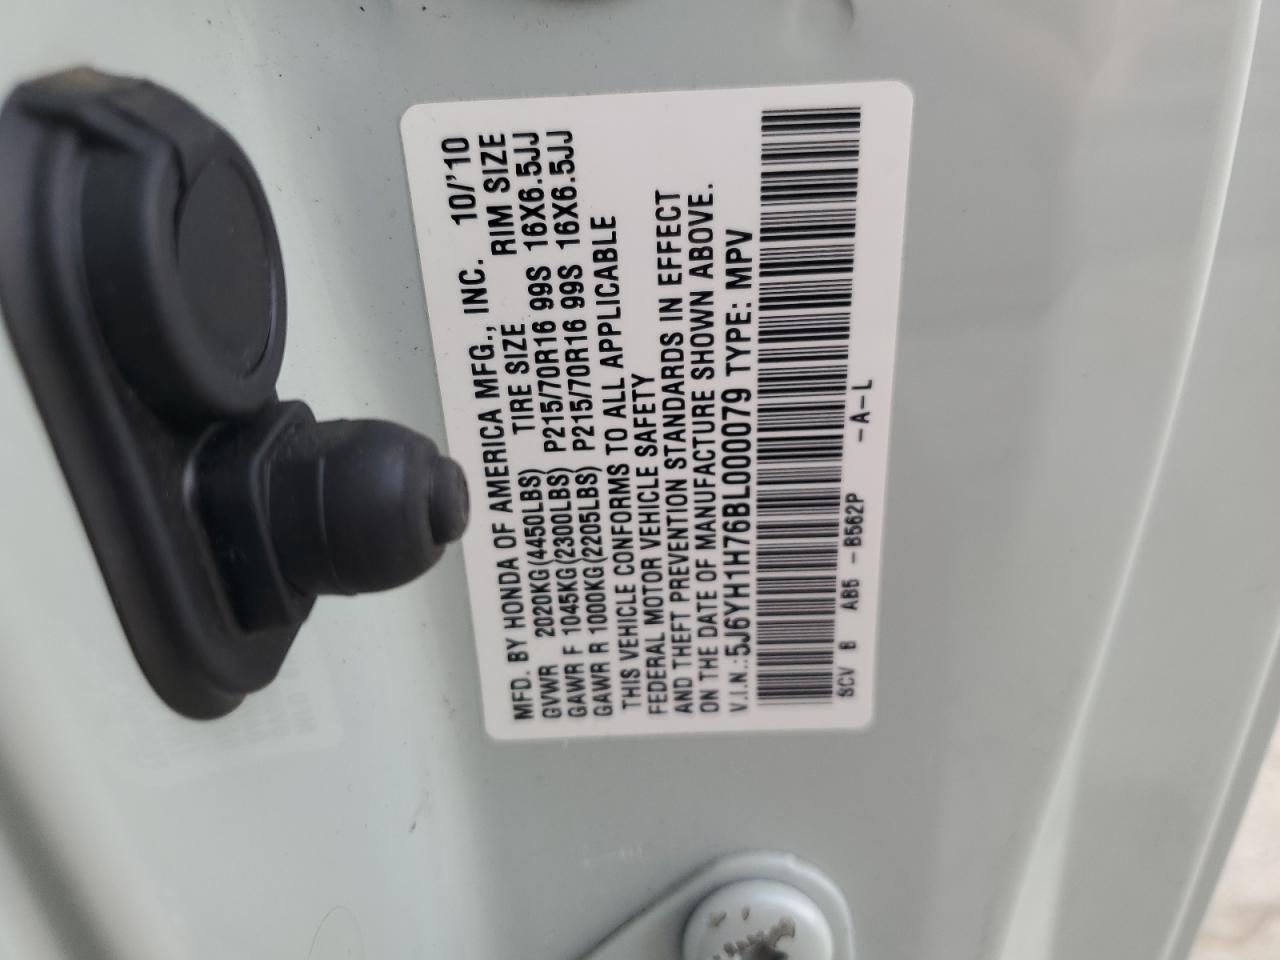 MFD. BY HONDA OF AMERICA MFG., INC. 10/'10
GVWR 2020KG(4450LBS) TIRE SIZE RIM SIZE
GAWR F 1045KG(2300LBS) P215/70R16 99S 16X6.5JJ
GAWR R 1000KG(2205LBS) P215/70R16 99S 16X6.5JJ
THIS VEHICLE CONFORMS TO ALL APPLICABLE
FEDERAL MOTOR VEHICLE SAFETY
AND THEFT PREVENTION STANDARDS IN EFFECT
ON THE DATE OF MANUFACTURE SHOWN ABOVE.
V.I.N.:5J6YH1H76BL000079 TYPE: MPV
SCV B AB5 -B562P -A-L